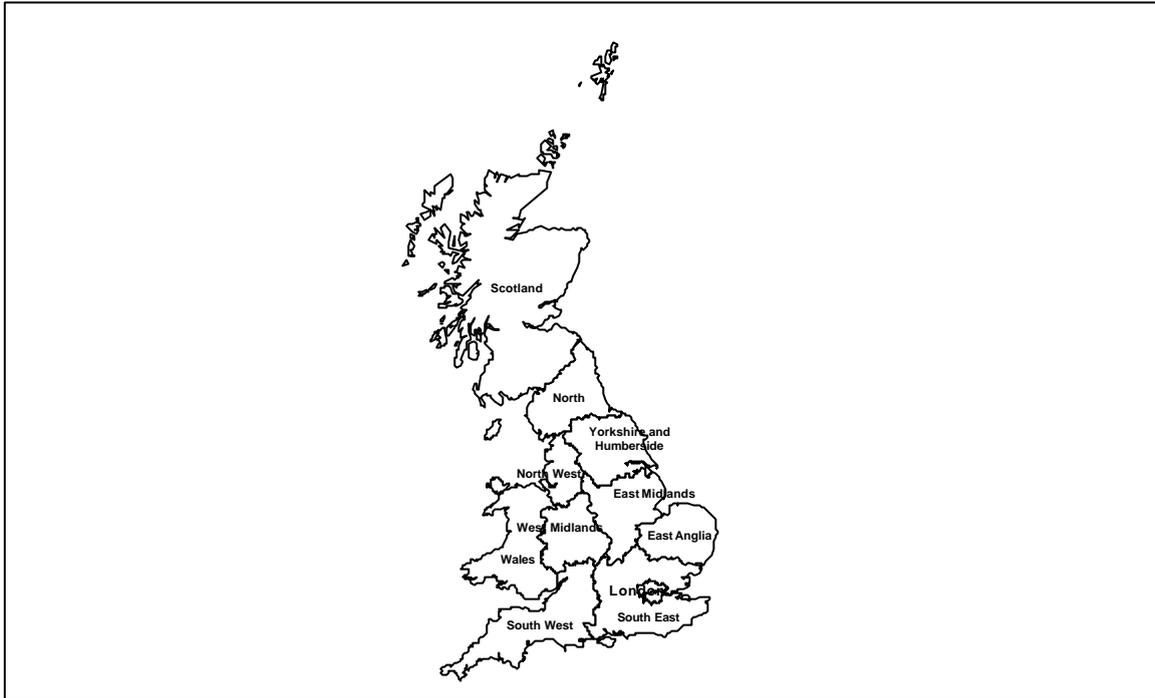 Scotland
North
Yorkshire and
Humberside
North West
East Midlands
West Midlands
East Anglia
Wales
London
South East
South West